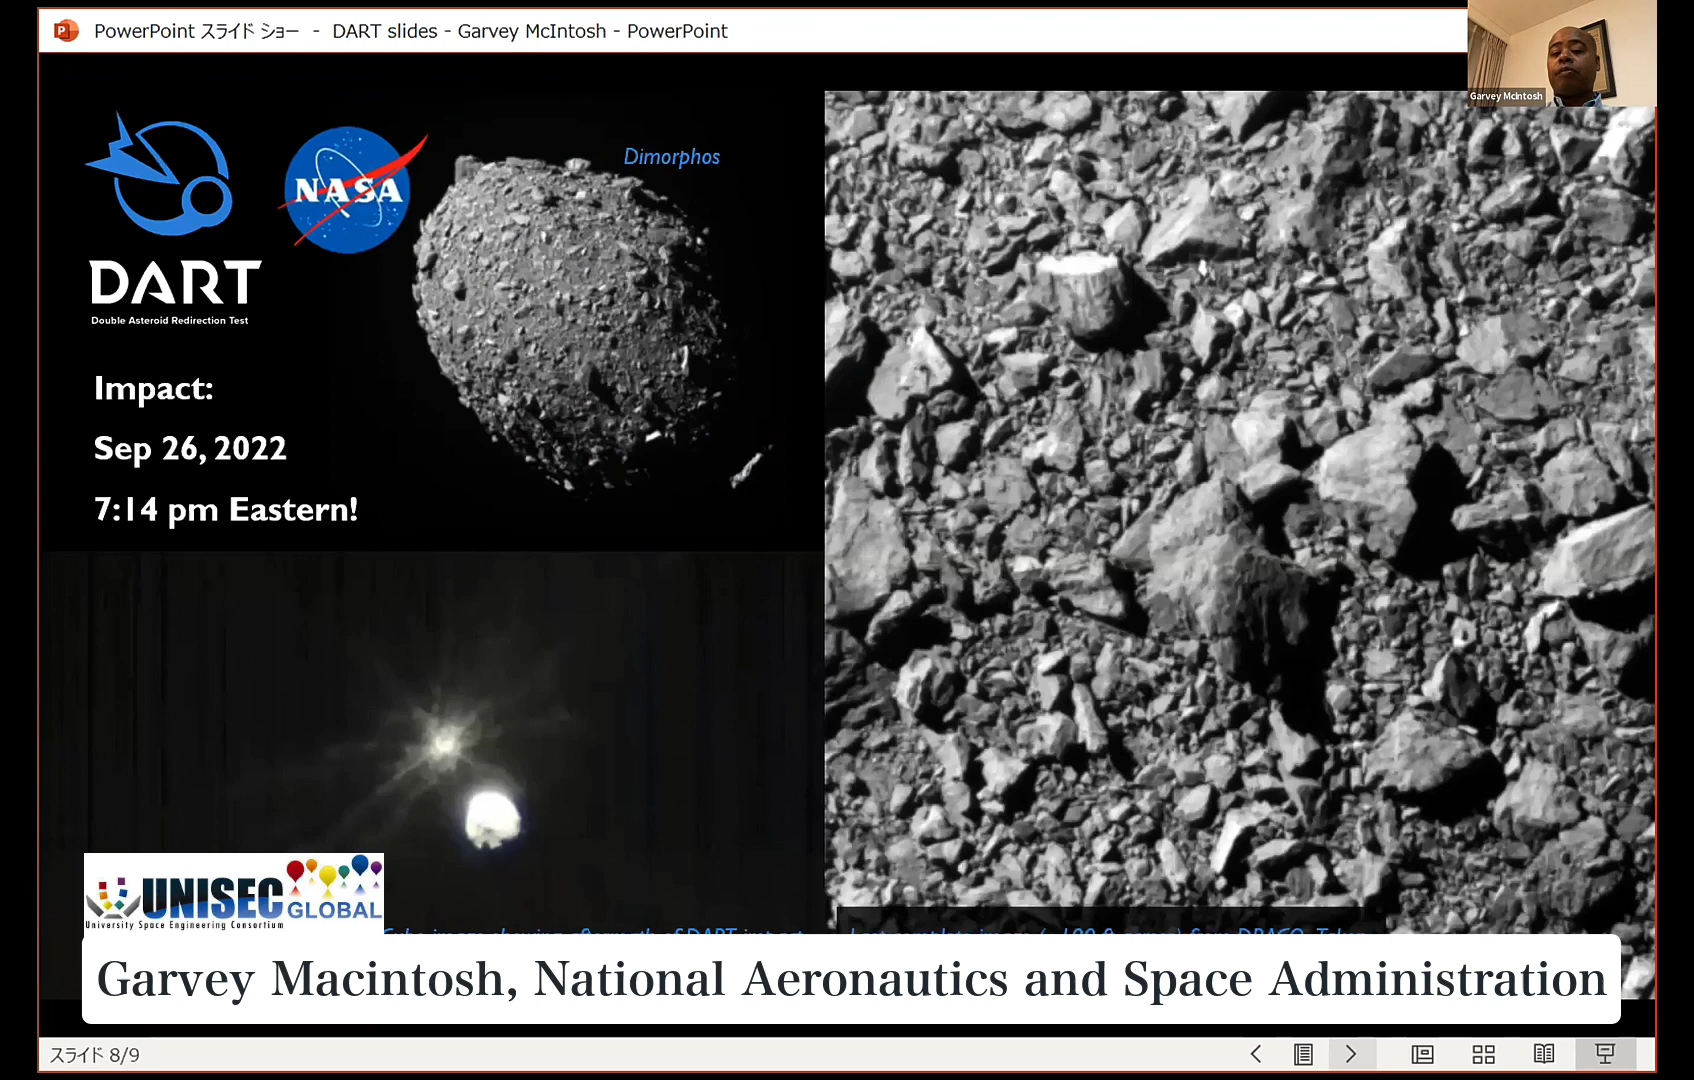 PowerPoint スライド ショー - DART slides - Garvey McIntosh - PowerPoint
Garvey McIntosh
Dimorphos
NASA
DART
Double Asteroid Redirection Test
Impact:
Sep 26, 2022
7:14 pm Eastern!
UNISEC
GLOBAL
University Space Engineering Consortium
Garvey Macintosh, National Aeronautics and Space Administration
スライド 8/9